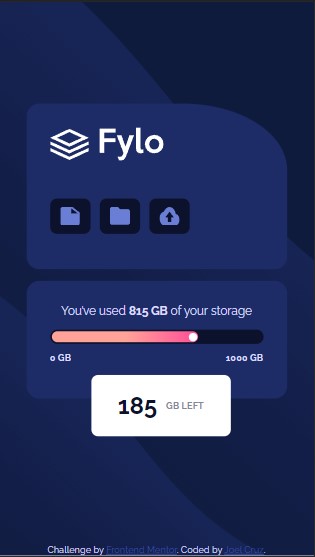 Fylo
You've used 815 GB of your storage
0 GB
1000 GB
185 GB LEFT
Challenge by Frontend Mentor. Coded by Joel Cruz.